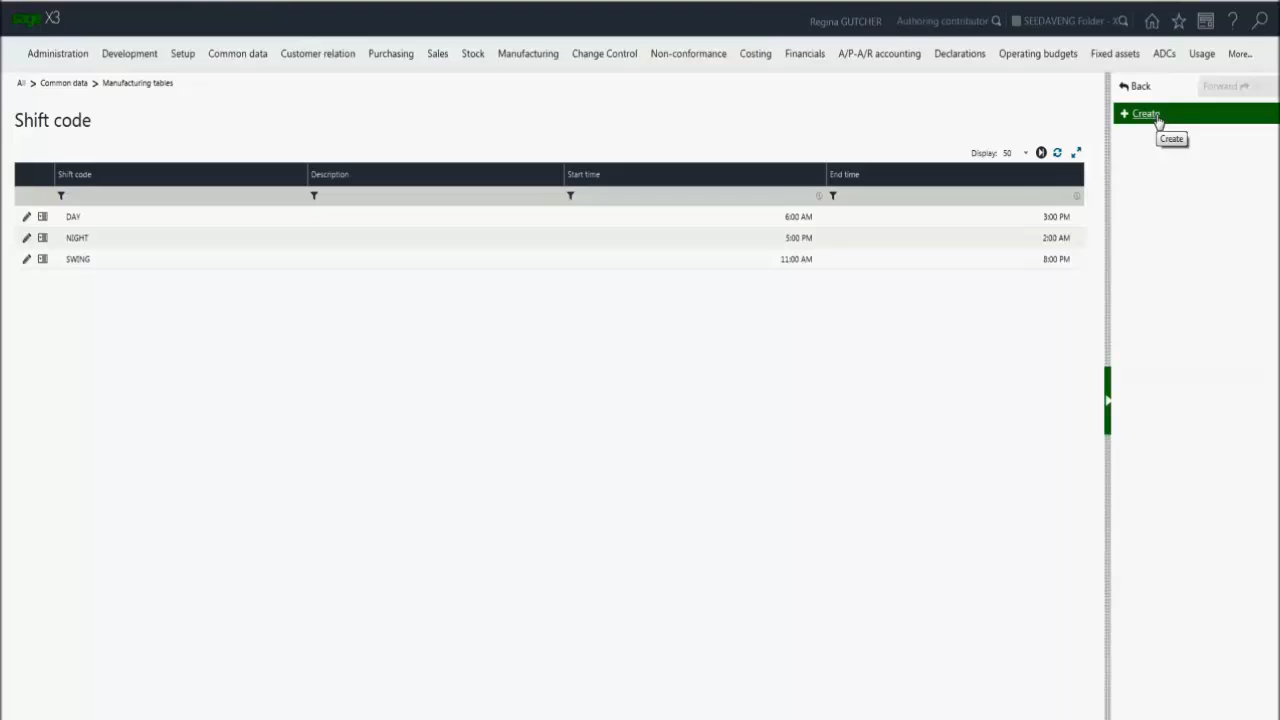 sage X3
Regina GUTCHER Authoring contributor SEEDAVENG Folder - X
Administration Development Setup Common data Customer relation Purchasing Sales Stock Manufacturing Change Control Non-conformance Costing Financials A/P-A/R accounting Declarations Operating budgets Fixed assets ADCs Usage More...
All > Common data > Manufacturing tables
Back Forward
Shift code
Create
Create
Display: 50
Shift code Description Start time End time
DAY 6:00 AM 3:00 PM
NIGHT 5:00 PM 2:00 AM
SWING 11:00 AM 8:00 PM